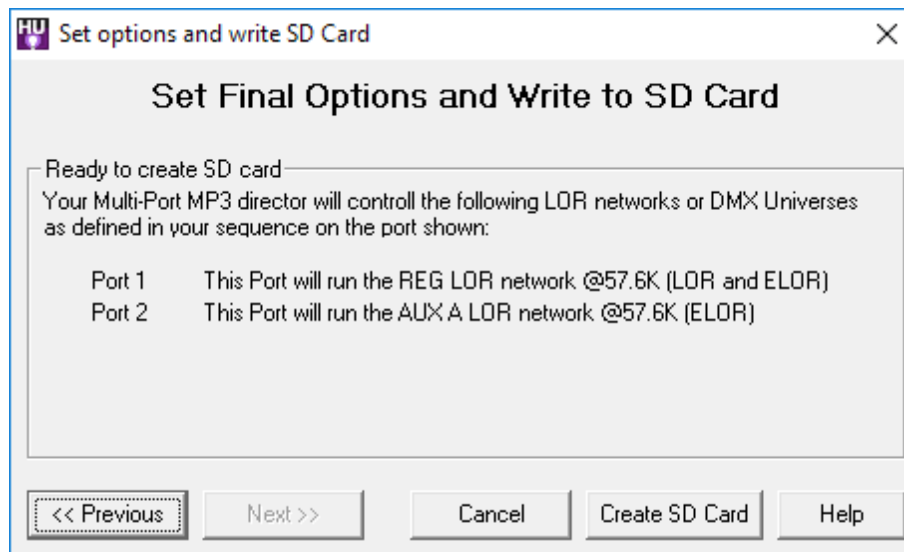 HU Set options and write SD Card
Set Final Options and Write to SD Card
Ready to create SD card
Your Multi-Port MP3 director will controll the following LOR networks or DMX Universes
as defined in your sequence on the port shown:
Port 1 This Port will run the REG LOR network @57.6K (LOR and ELOR)
Port 2 This Port will run the AUX A LOR network @57.6K (ELOR)
<< Previous Next >> Cancel Create SD Card Help